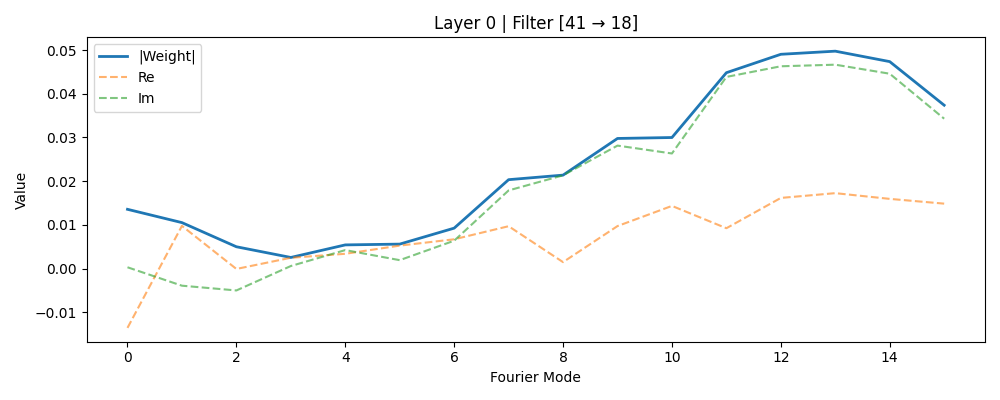 Layer 0 | Filter [41 → 18]
|Weight|
Re
Im
Value
0.05
0.04
0.03
0.02
0.01
0.00
−0.01
0 2 4 6 8 10 12 14
Fourier Mode